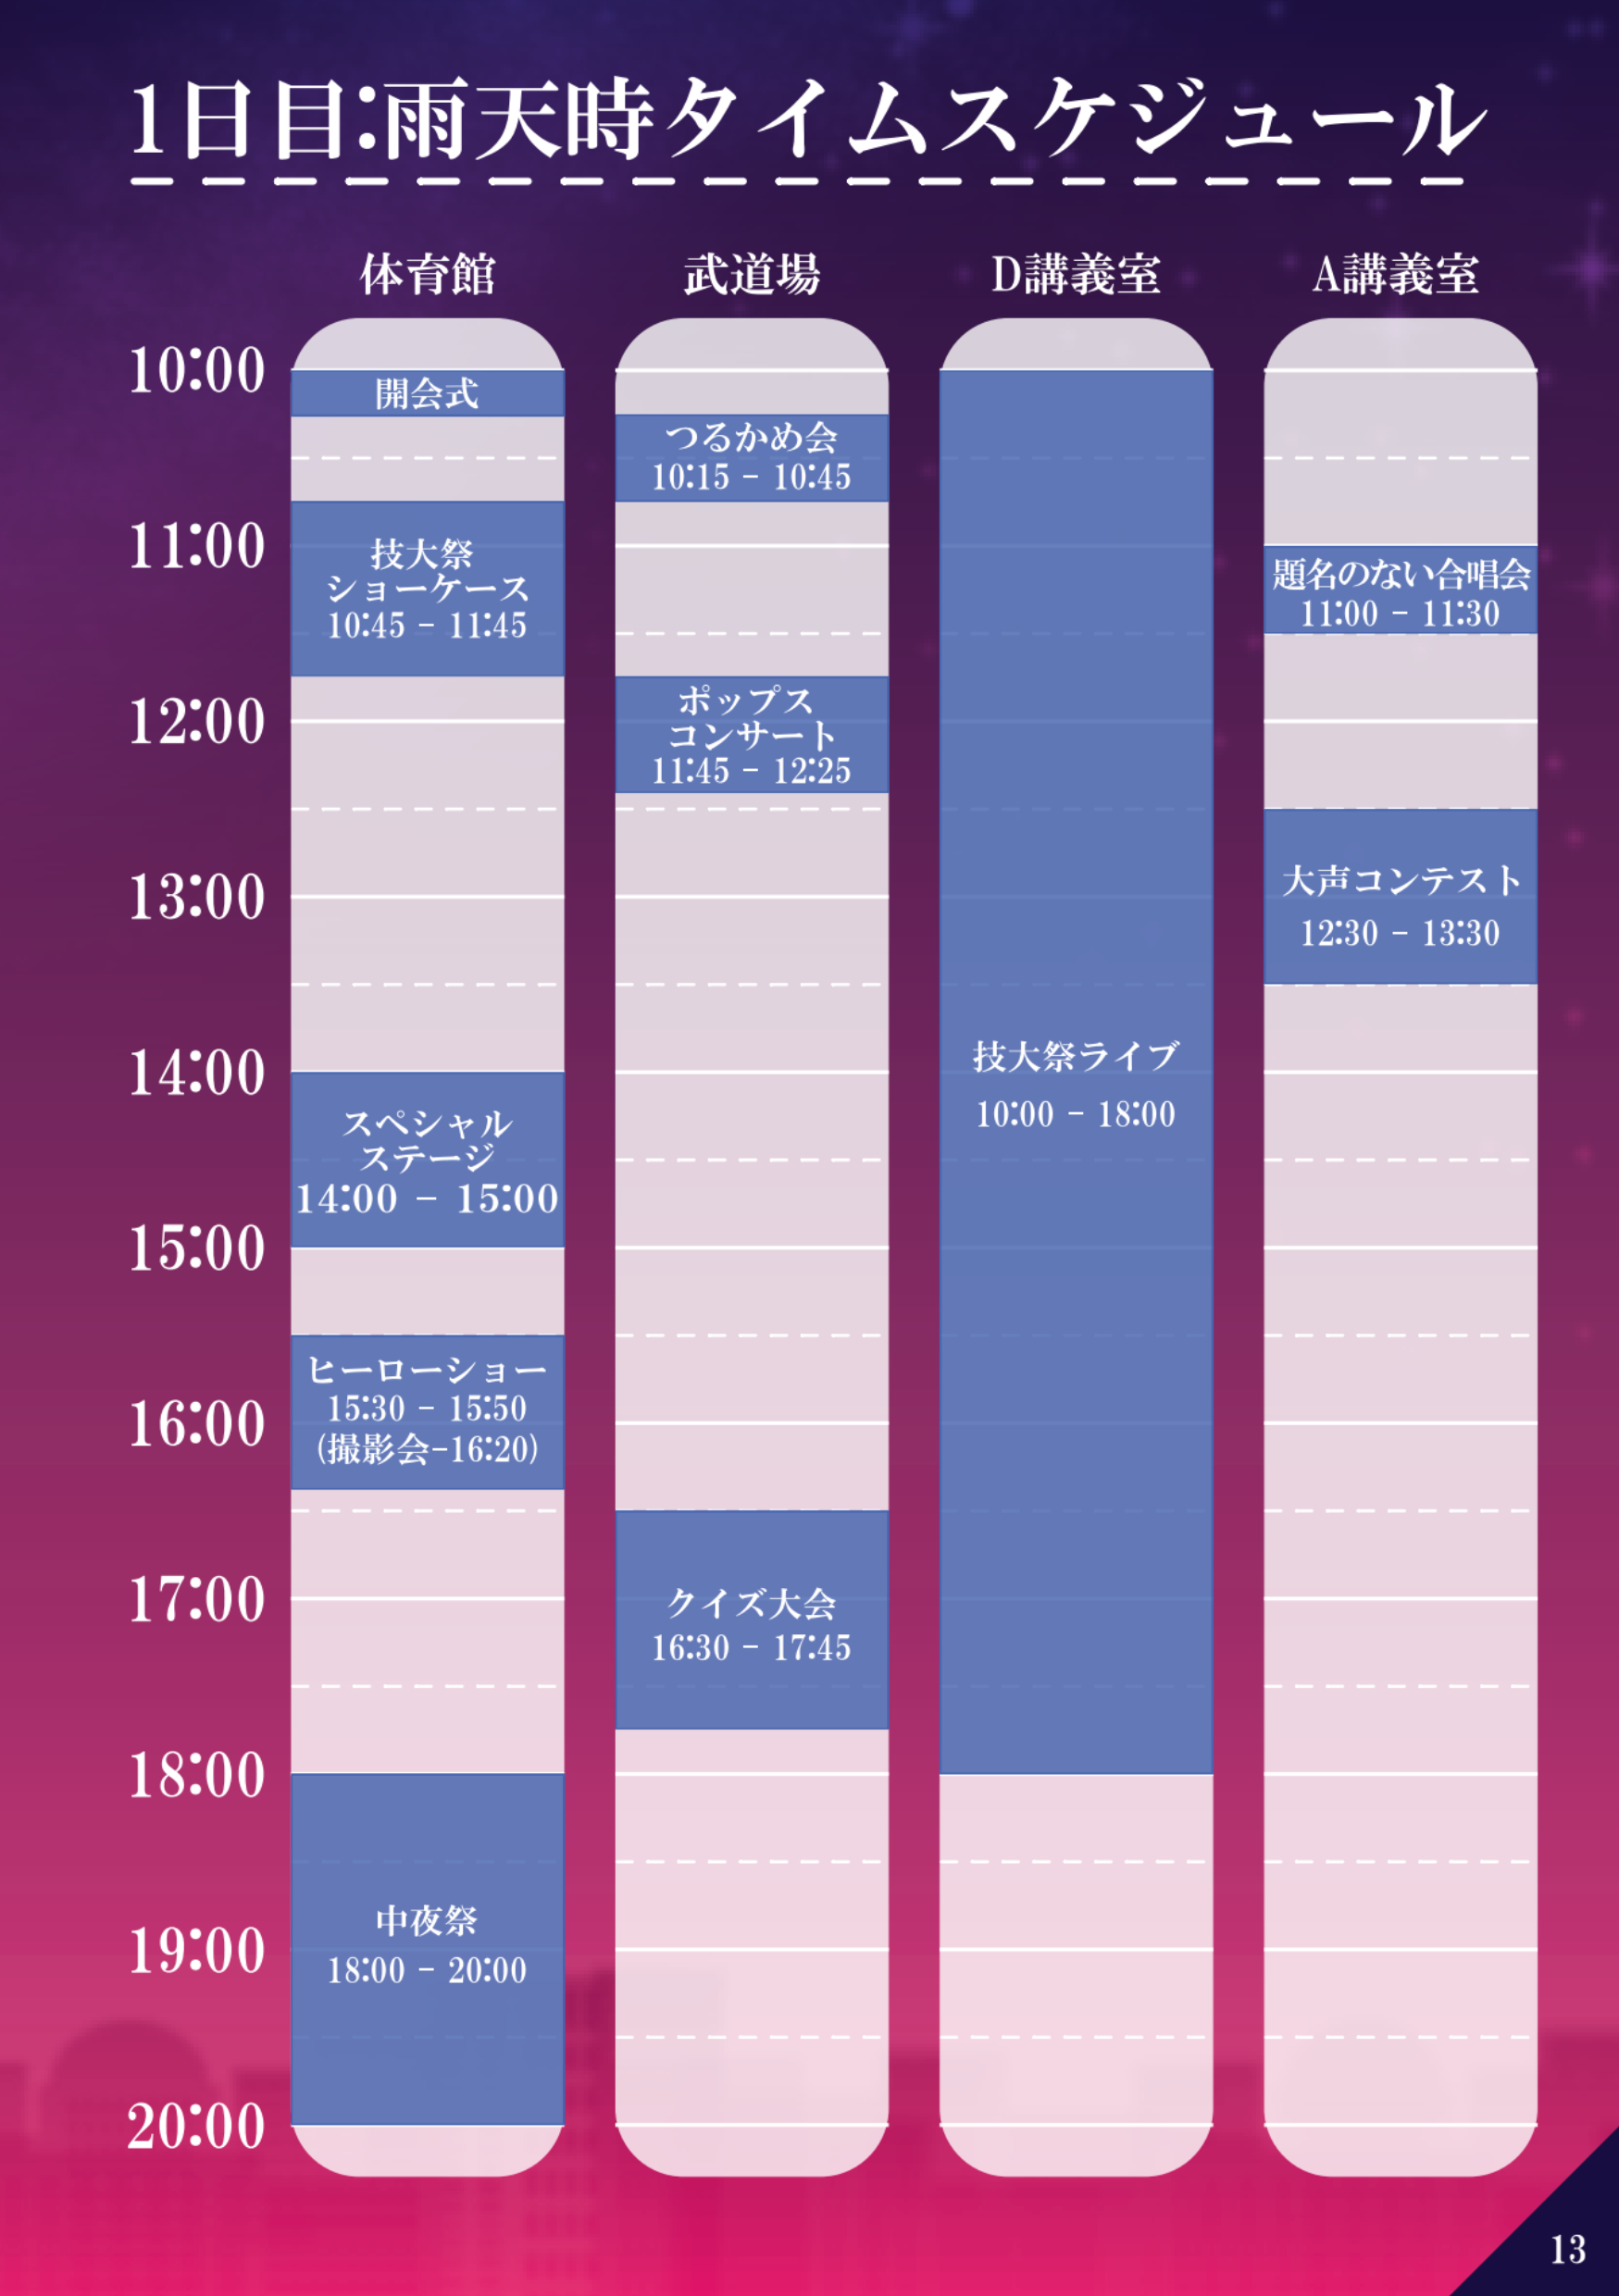 1日目:雨天時タイムスケジュール
体育館
武道場
D講義室
A講義室
10:00
11:00
12:00
13:00
14:00
15:00
16:00
17:00
18:00
19:00
20:00
開会式
技大祭
ショーケース
10:45 – 11:45
スペシャル
ステージ
14:00 – 15:00
ヒーローショー
15:30 – 15:50
(撮影会–16:20)
中夜祭
18:00 – 20:00
つるかめ会
10:15 – 10:45
ポップス
コンサート
11:45 – 12:25
クイズ大会
16:30 – 17:45
技大祭ライブ
10:00 – 18:00
題名のない合唱会
11:00 – 11:30
大声コンテスト
12:30 – 13:30
13